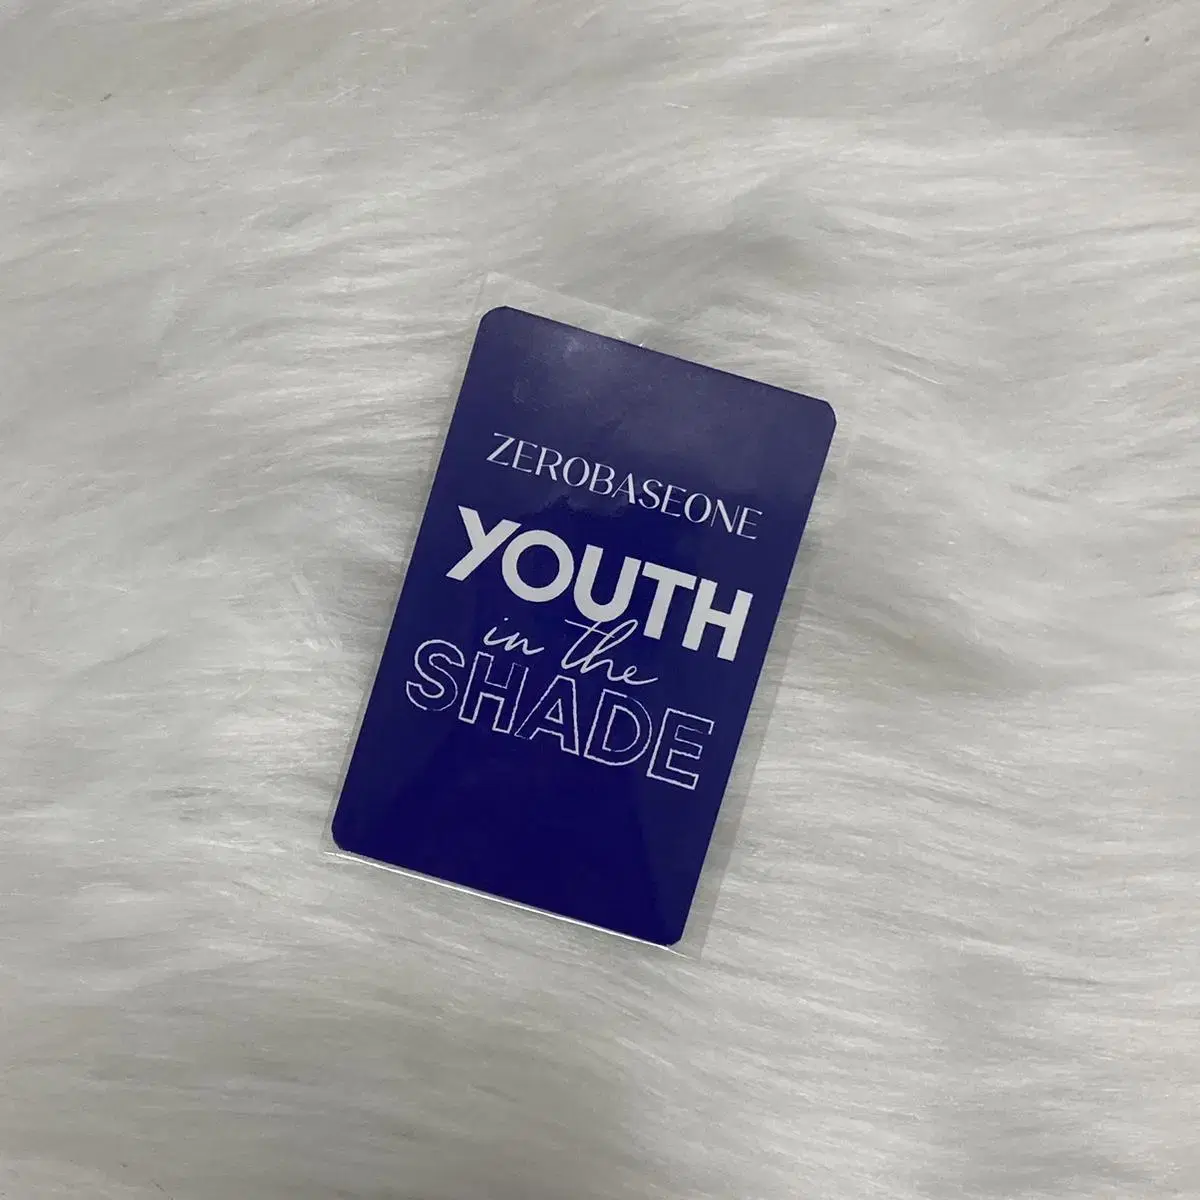 ZEROBASEONE
YOUTH
in the
SHADE